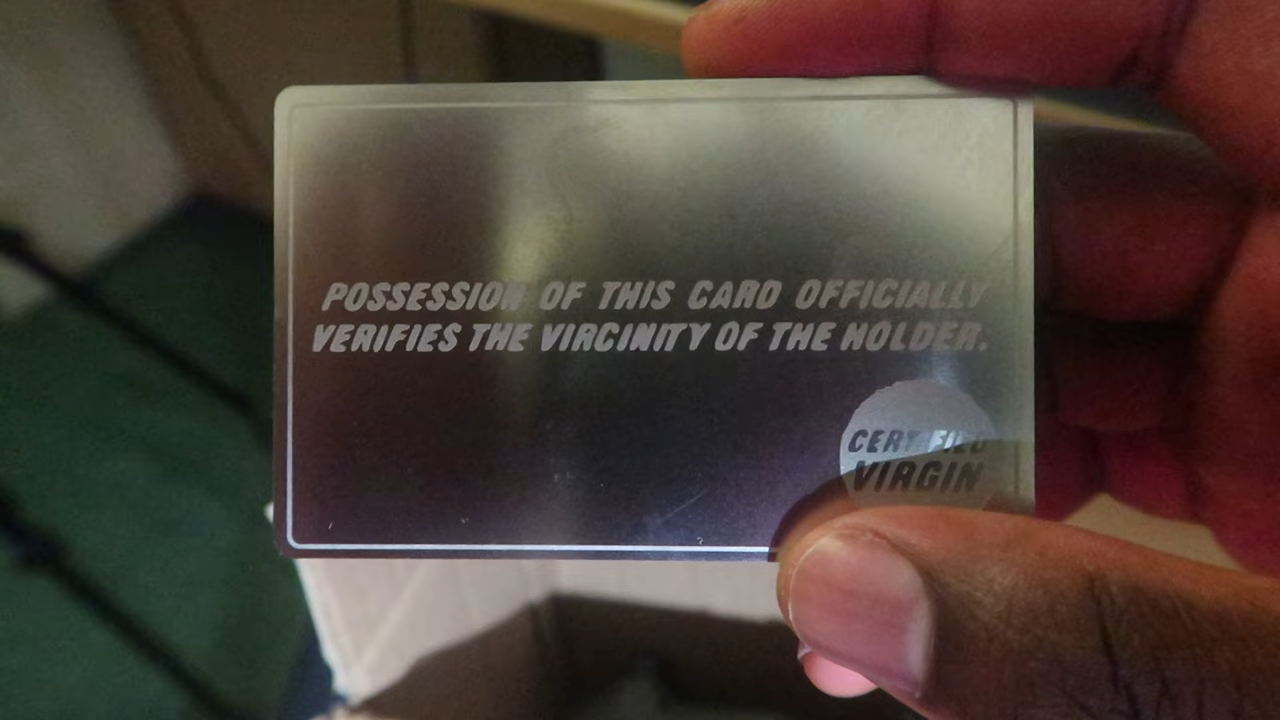 POSSESSION OF THIS CARD OFFICIALLY
VERIFIES THE VIRGINITY OF THE HOLDER.
CERTIFIED
VIRGIN